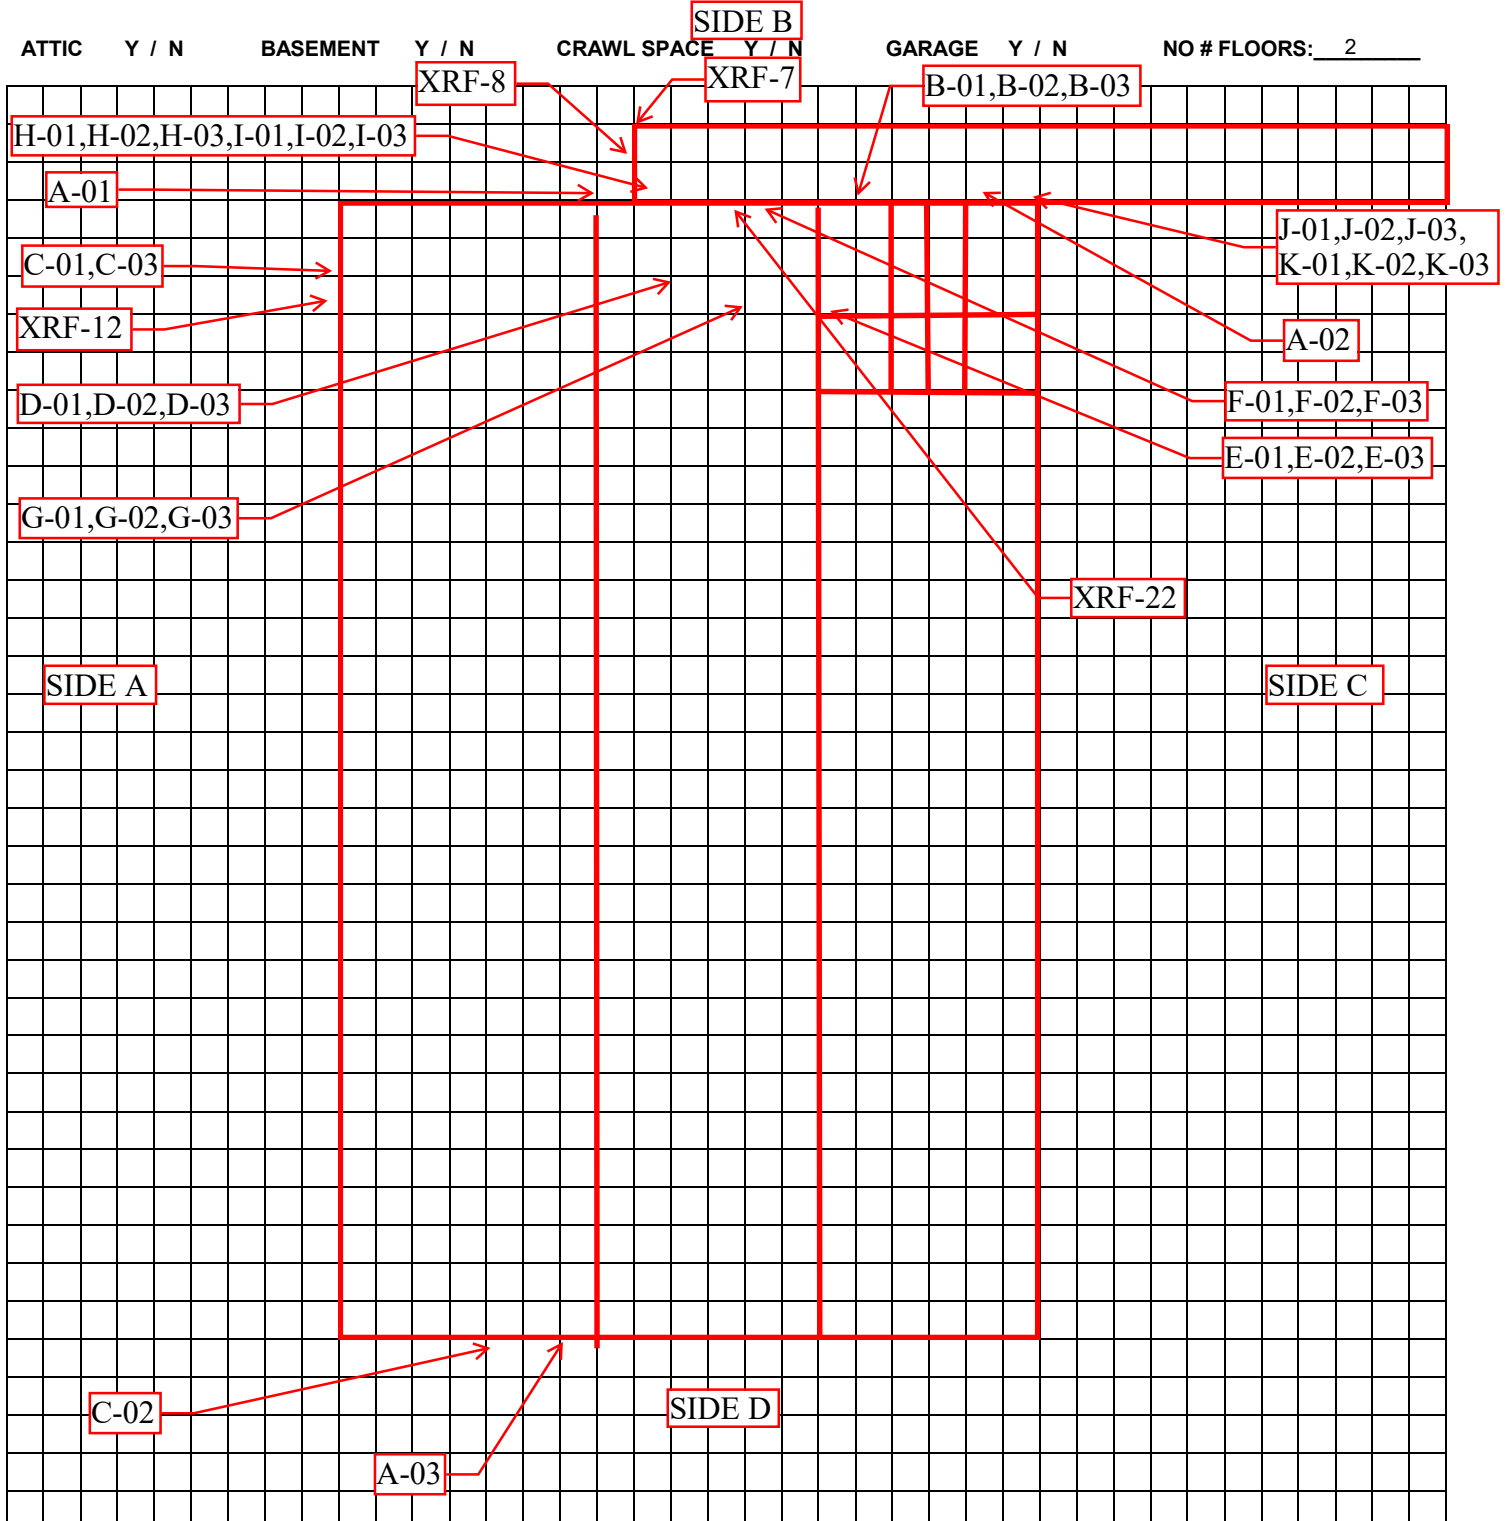 SIDE B
ATTIC Y / N BASEMENT Y / N CRAWL SPACE Y / N GARAGE Y / N NO # FLOORS: 2
XRF-8
XRF-7
B-01,B-02,B-03
H-01,H-02,H-03,I-01,I-02,I-03
A-01
J-01,J-02,J-03,
K-01,K-02,K-03
C-01,C-03
XRF-12
A-02
D-01,D-02,D-03
F-01,F-02,F-03
E-01,E-02,E-03
G-01,G-02,G-03
XRF-22
SIDE A
SIDE C
C-02
SIDE D
A-03